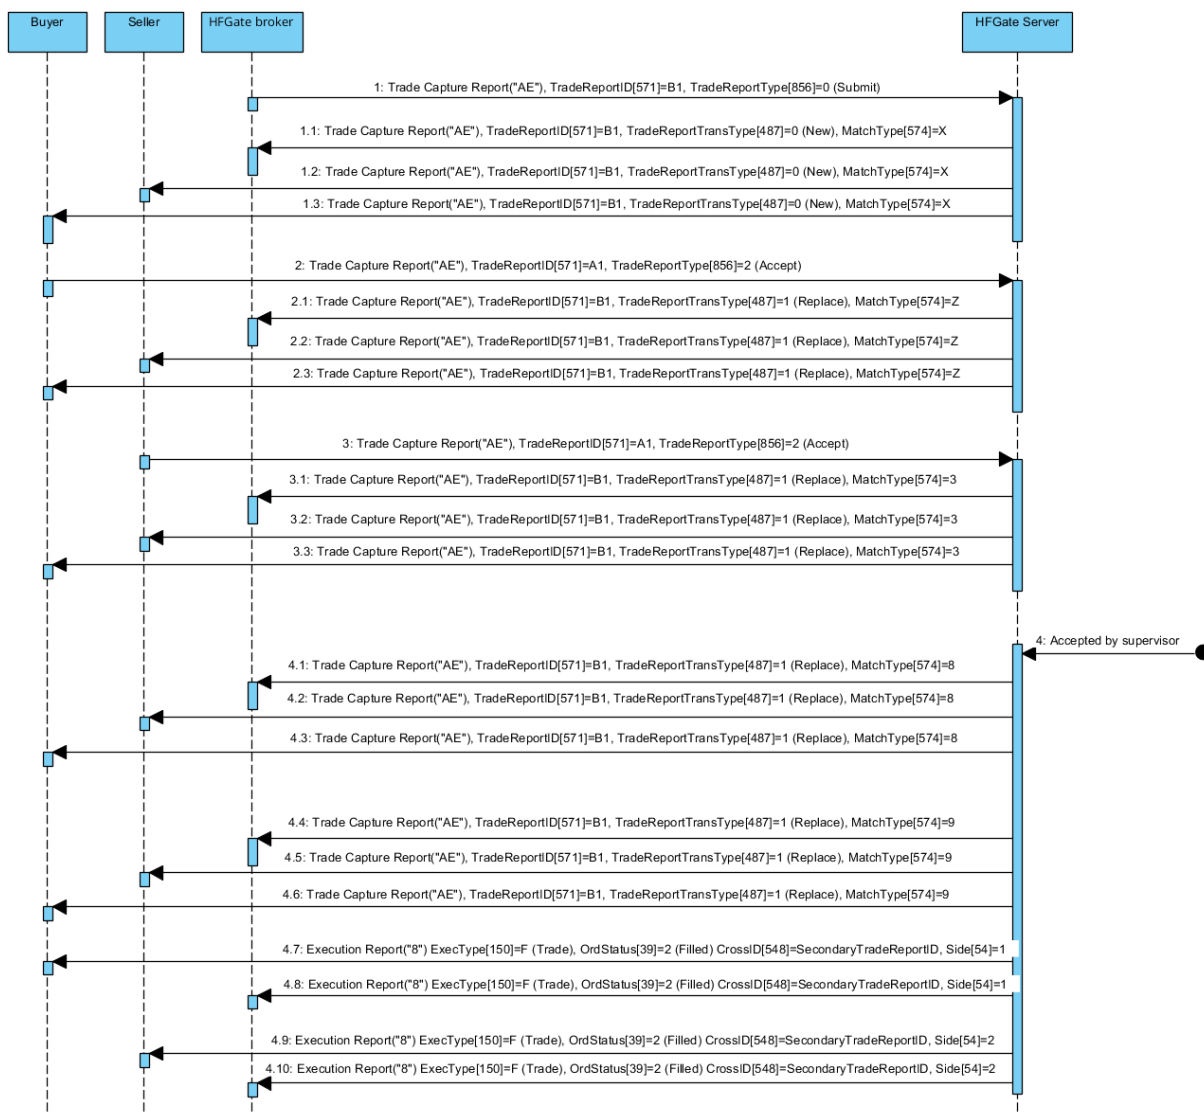 Buyer
Seller
HFGate broker
HFGate Server
1: Trade Capture Report("AE"), TradeReportID[571]=B1, TradeReportType[856]=0 (Submit)
1.1: Trade Capture Report("AE"), TradeReportID[571]=B1, TradeReportTransType[487]=0 (New), MatchType[574]=X
1.2: Trade Capture Report("AE"), TradeReportID[571]=B1, TradeReportTransType[487]=0 (New), MatchType[574]=X
1.3: Trade Capture Report("AE"), TradeReportID[571]=B1, TradeReportTransType[487]=0 (New), MatchType[574]=X
2: Trade Capture Report("AE"), TradeReportID[571]=A1, TradeReportType[856]=2 (Accept)
2.1: Trade Capture Report("AE"), TradeReportID[571]=B1, TradeReportTransType[487]=1 (Replace), MatchType[574]=Z
2.2: Trade Capture Report("AE"), TradeReportID[571]=B1, TradeReportTransType[487]=1 (Replace), MatchType[574]=Z
2.3: Trade Capture Report("AE"), TradeReportID[571]=B1, TradeReportTransType[487]=1 (Replace), MatchType[574]=Z
3: Trade Capture Report("AE"), TradeReportID[571]=A1, TradeReportType[856]=2 (Accept)
3.1: Trade Capture Report("AE"), TradeReportID[571]=B1, TradeReportTransType[487]=1 (Replace), MatchType[574]=3
3.2: Trade Capture Report("AE"), TradeReportID[571]=B1, TradeReportTransType[487]=1 (Replace), MatchType[574]=3
3.3: Trade Capture Report("AE"), TradeReportID[571]=B1, TradeReportTransType[487]=1 (Replace), MatchType[574]=3
4: Accepted by supervisor
4.1: Trade Capture Report("AE"), TradeReportID[571]=B1, TradeReportTransType[487]=1 (Replace), MatchType[574]=8
4.2: Trade Capture Report("AE"), TradeReportID[571]=B1, TradeReportTransType[487]=1 (Replace), MatchType[574]=8
4.3: Trade Capture Report("AE"), TradeReportID[571]=B1, TradeReportTransType[487]=1 (Replace), MatchType[574]=8
4.4: Trade Capture Report("AE"), TradeReportID[571]=B1, TradeReportTransType[487]=1 (Replace), MatchType[574]=9
4.5: Trade Capture Report("AE"), TradeReportID[571]=B1, TradeReportTransType[487]=1 (Replace), MatchType[574]=9
4.6: Trade Capture Report("AE"), TradeReportID[571]=B1, TradeReportTransType[487]=1 (Replace), MatchType[574]=9
4.7: Execution Report("8") ExecType[150]=F (Trade), OrdStatus[39]=2 (Filled) CrossID[548]=SecondaryTradeReportID, Side[54]=1
4.8: Execution Report("8") ExecType[150]=F (Trade), OrdStatus[39]=2 (Filled) CrossID[548]=SecondaryTradeReportID, Side[54]=1
4.9: Execution Report("8") ExecType[150]=F (Trade), OrdStatus[39]=2 (Filled) CrossID[548]=SecondaryTradeReportID, Side[54]=2
4.10: Execution Report("8") ExecType[150]=F (Trade), OrdStatus[39]=2 (Filled) CrossID[548]=SecondaryTradeReportID, Side[54]=2